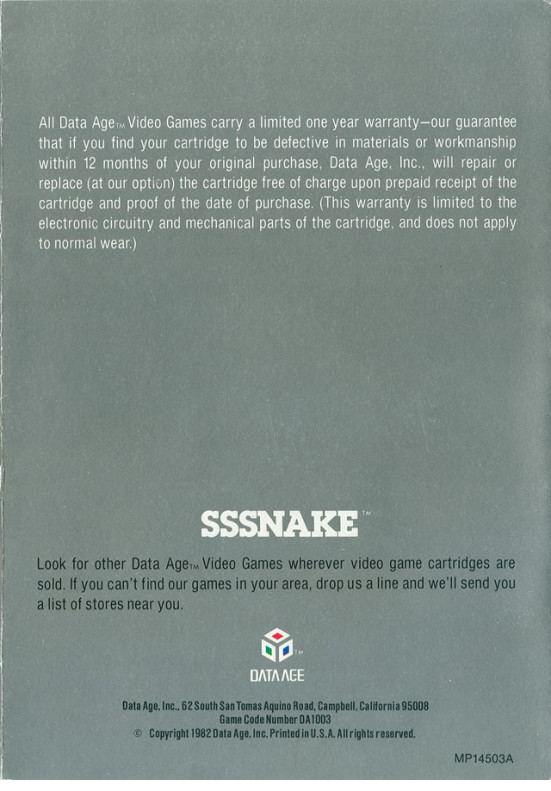 All Data Age™ Video Games carry a limited one year warranty—our guarantee
that if you find your cartridge to be defective in materials or workmanship
within 12 months of your original purchase, Data Age, Inc., will repair or
replace (at our option) the cartridge free of charge upon prepaid receipt of the
cartridge and proof of the date of purchase. (This warranty is limited to the
electronic circuitry and mechanical parts of the cartridge, and does not apply
to normal wear.)
SSSNAKE™
Look for other Data Age™ Video Games wherever video game cartridges are
sold. If you can't find our games in your area, drop us a line and we'll send you
a list of stores near you.
™
DATA AGE
Data Age, Inc., 62 South San Tomas Aquino Road, Campbell, California 95008
Game Code Number DA1003
© Copyright 1982 Data Age, Inc. Printed in U.S.A. All rights reserved.
MP14503A